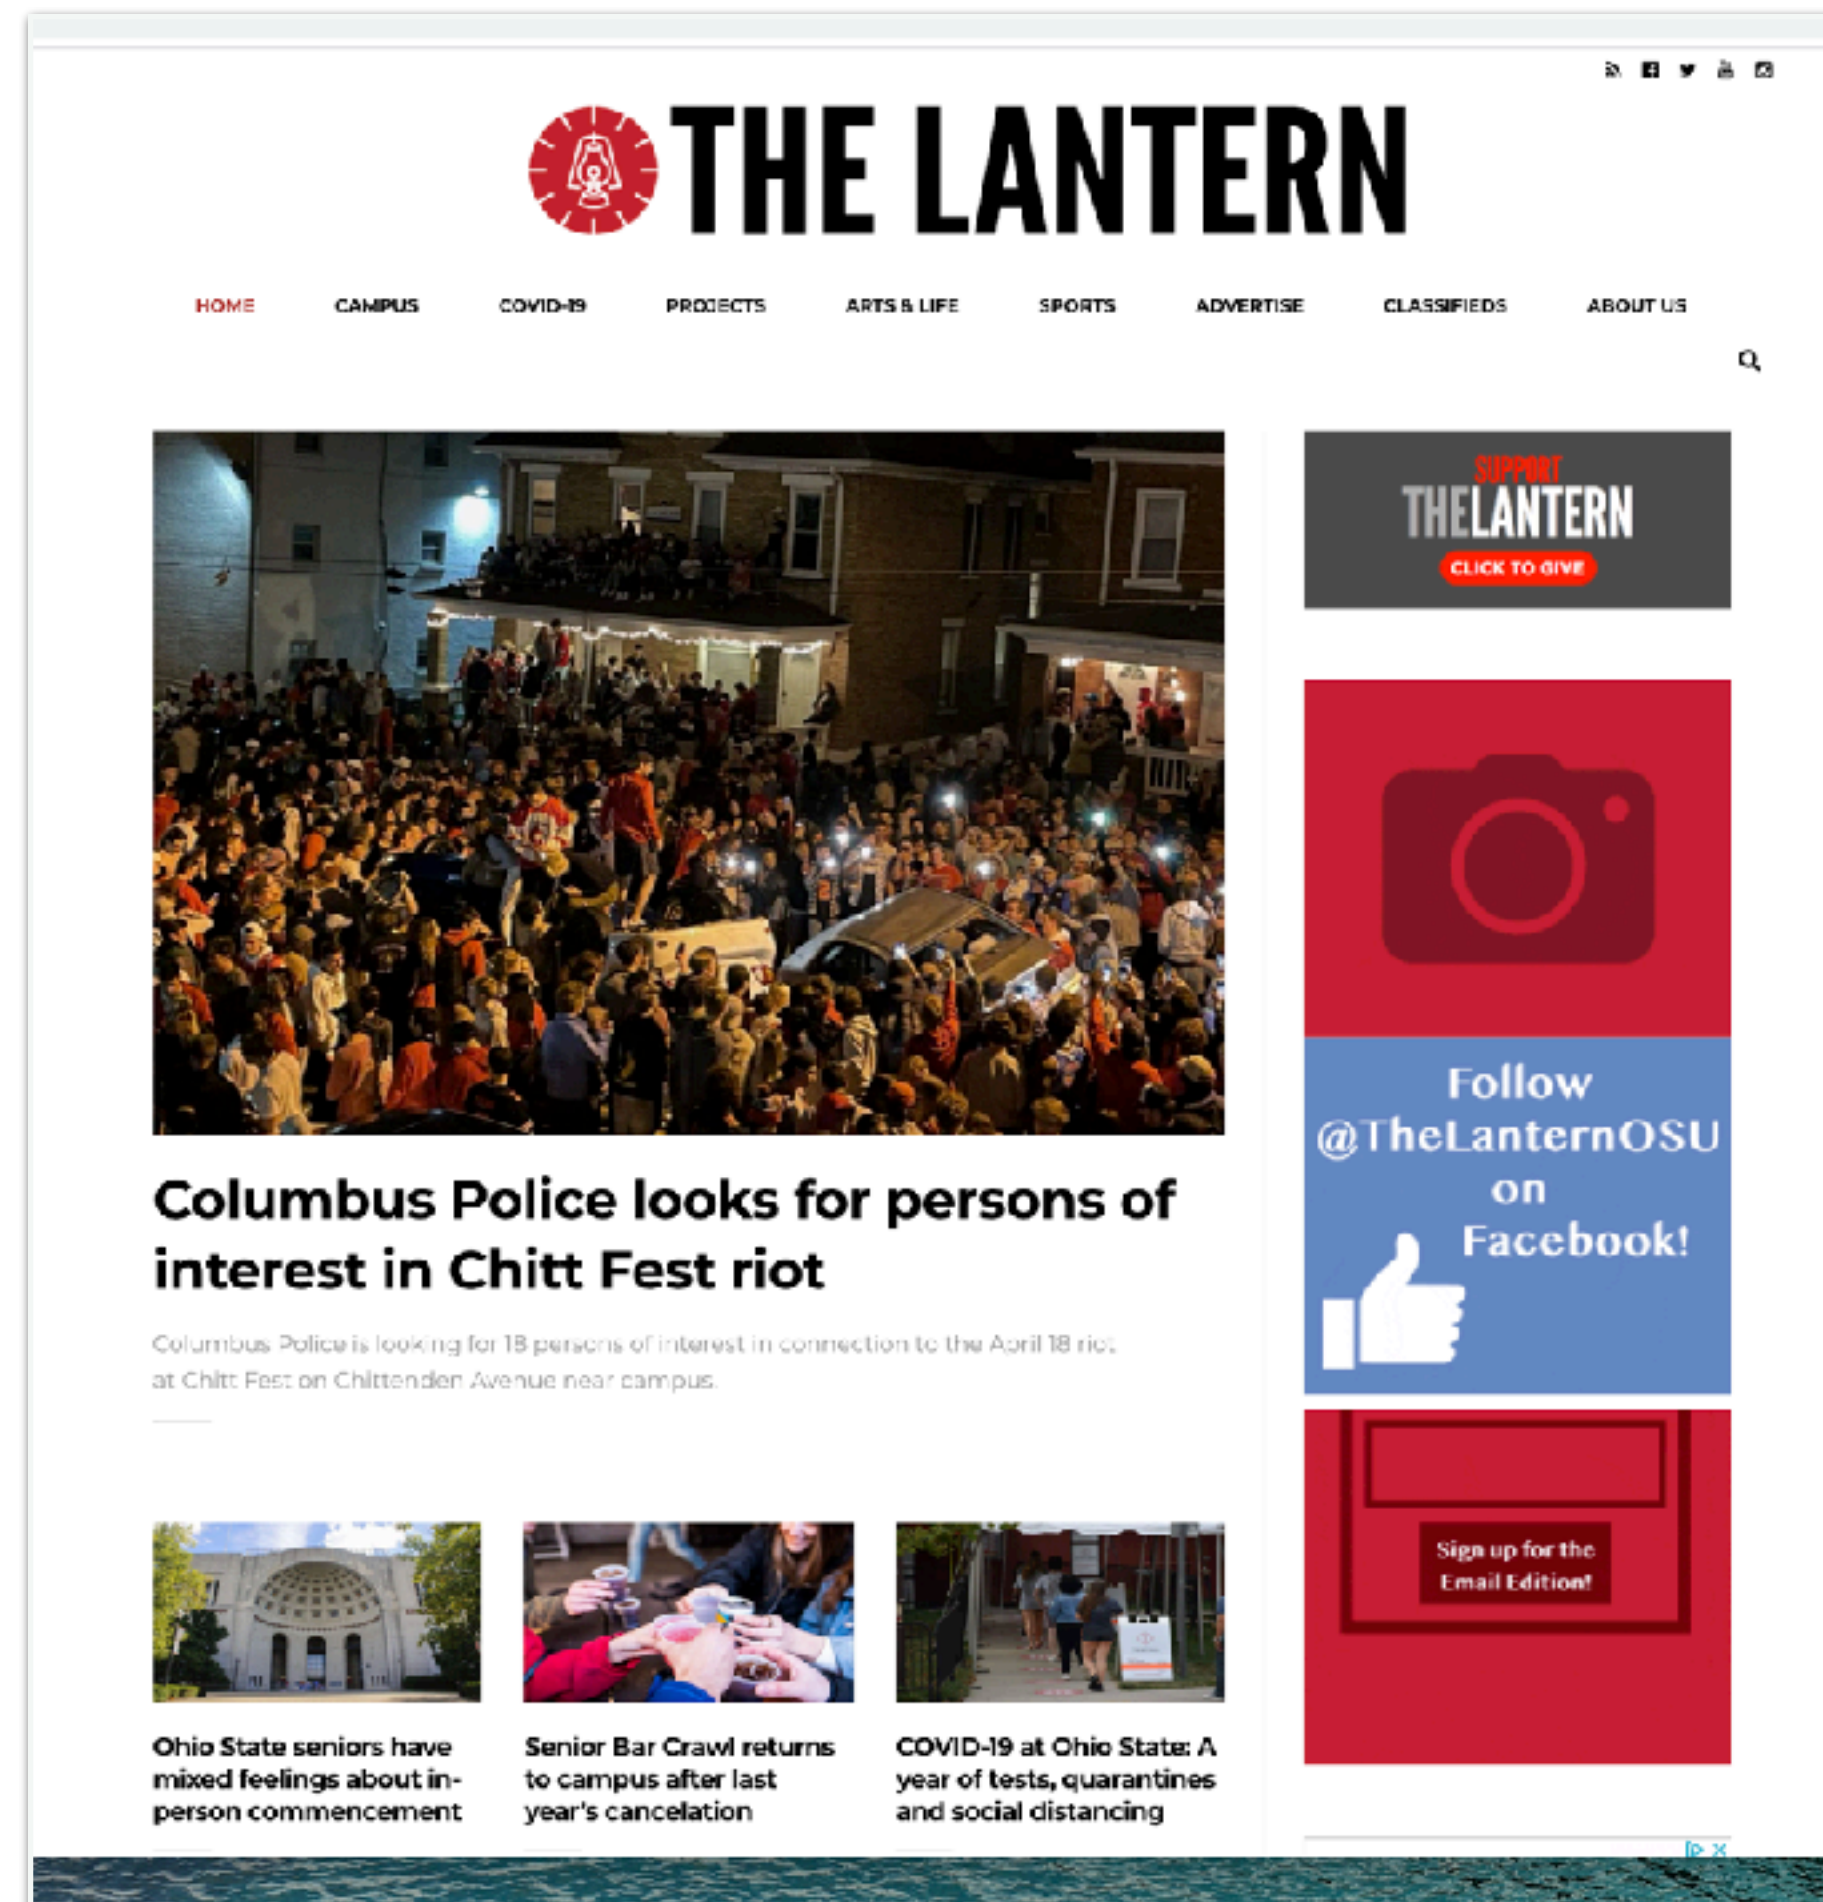 THE LANTERN
HOME CAMPUS COVID-19 PROJECTS ARTS & LIFE SPORTS ADVERTISE CLASSIFIEDS ABOUT US
SUPPORT
THELANTERN
CLICK TO GIVE
Follow
@TheLanternOSU
on
Facebook!
Columbus Police looks for persons of
interest in Chitt Fest riot
Columbus Police is looking for 18 persons of interest in connection to the April 18 riot
at Chitt Fest on Chittenden Avenue near campus.
Sign up for the
Email Edition!
Ohio State seniors have
mixed feelings about in-
person commencement
Senior Bar Crawl returns
to campus after last
year's cancelation
COVID-19 at Ohio State: A
year of tests, quarantines
and social distancing